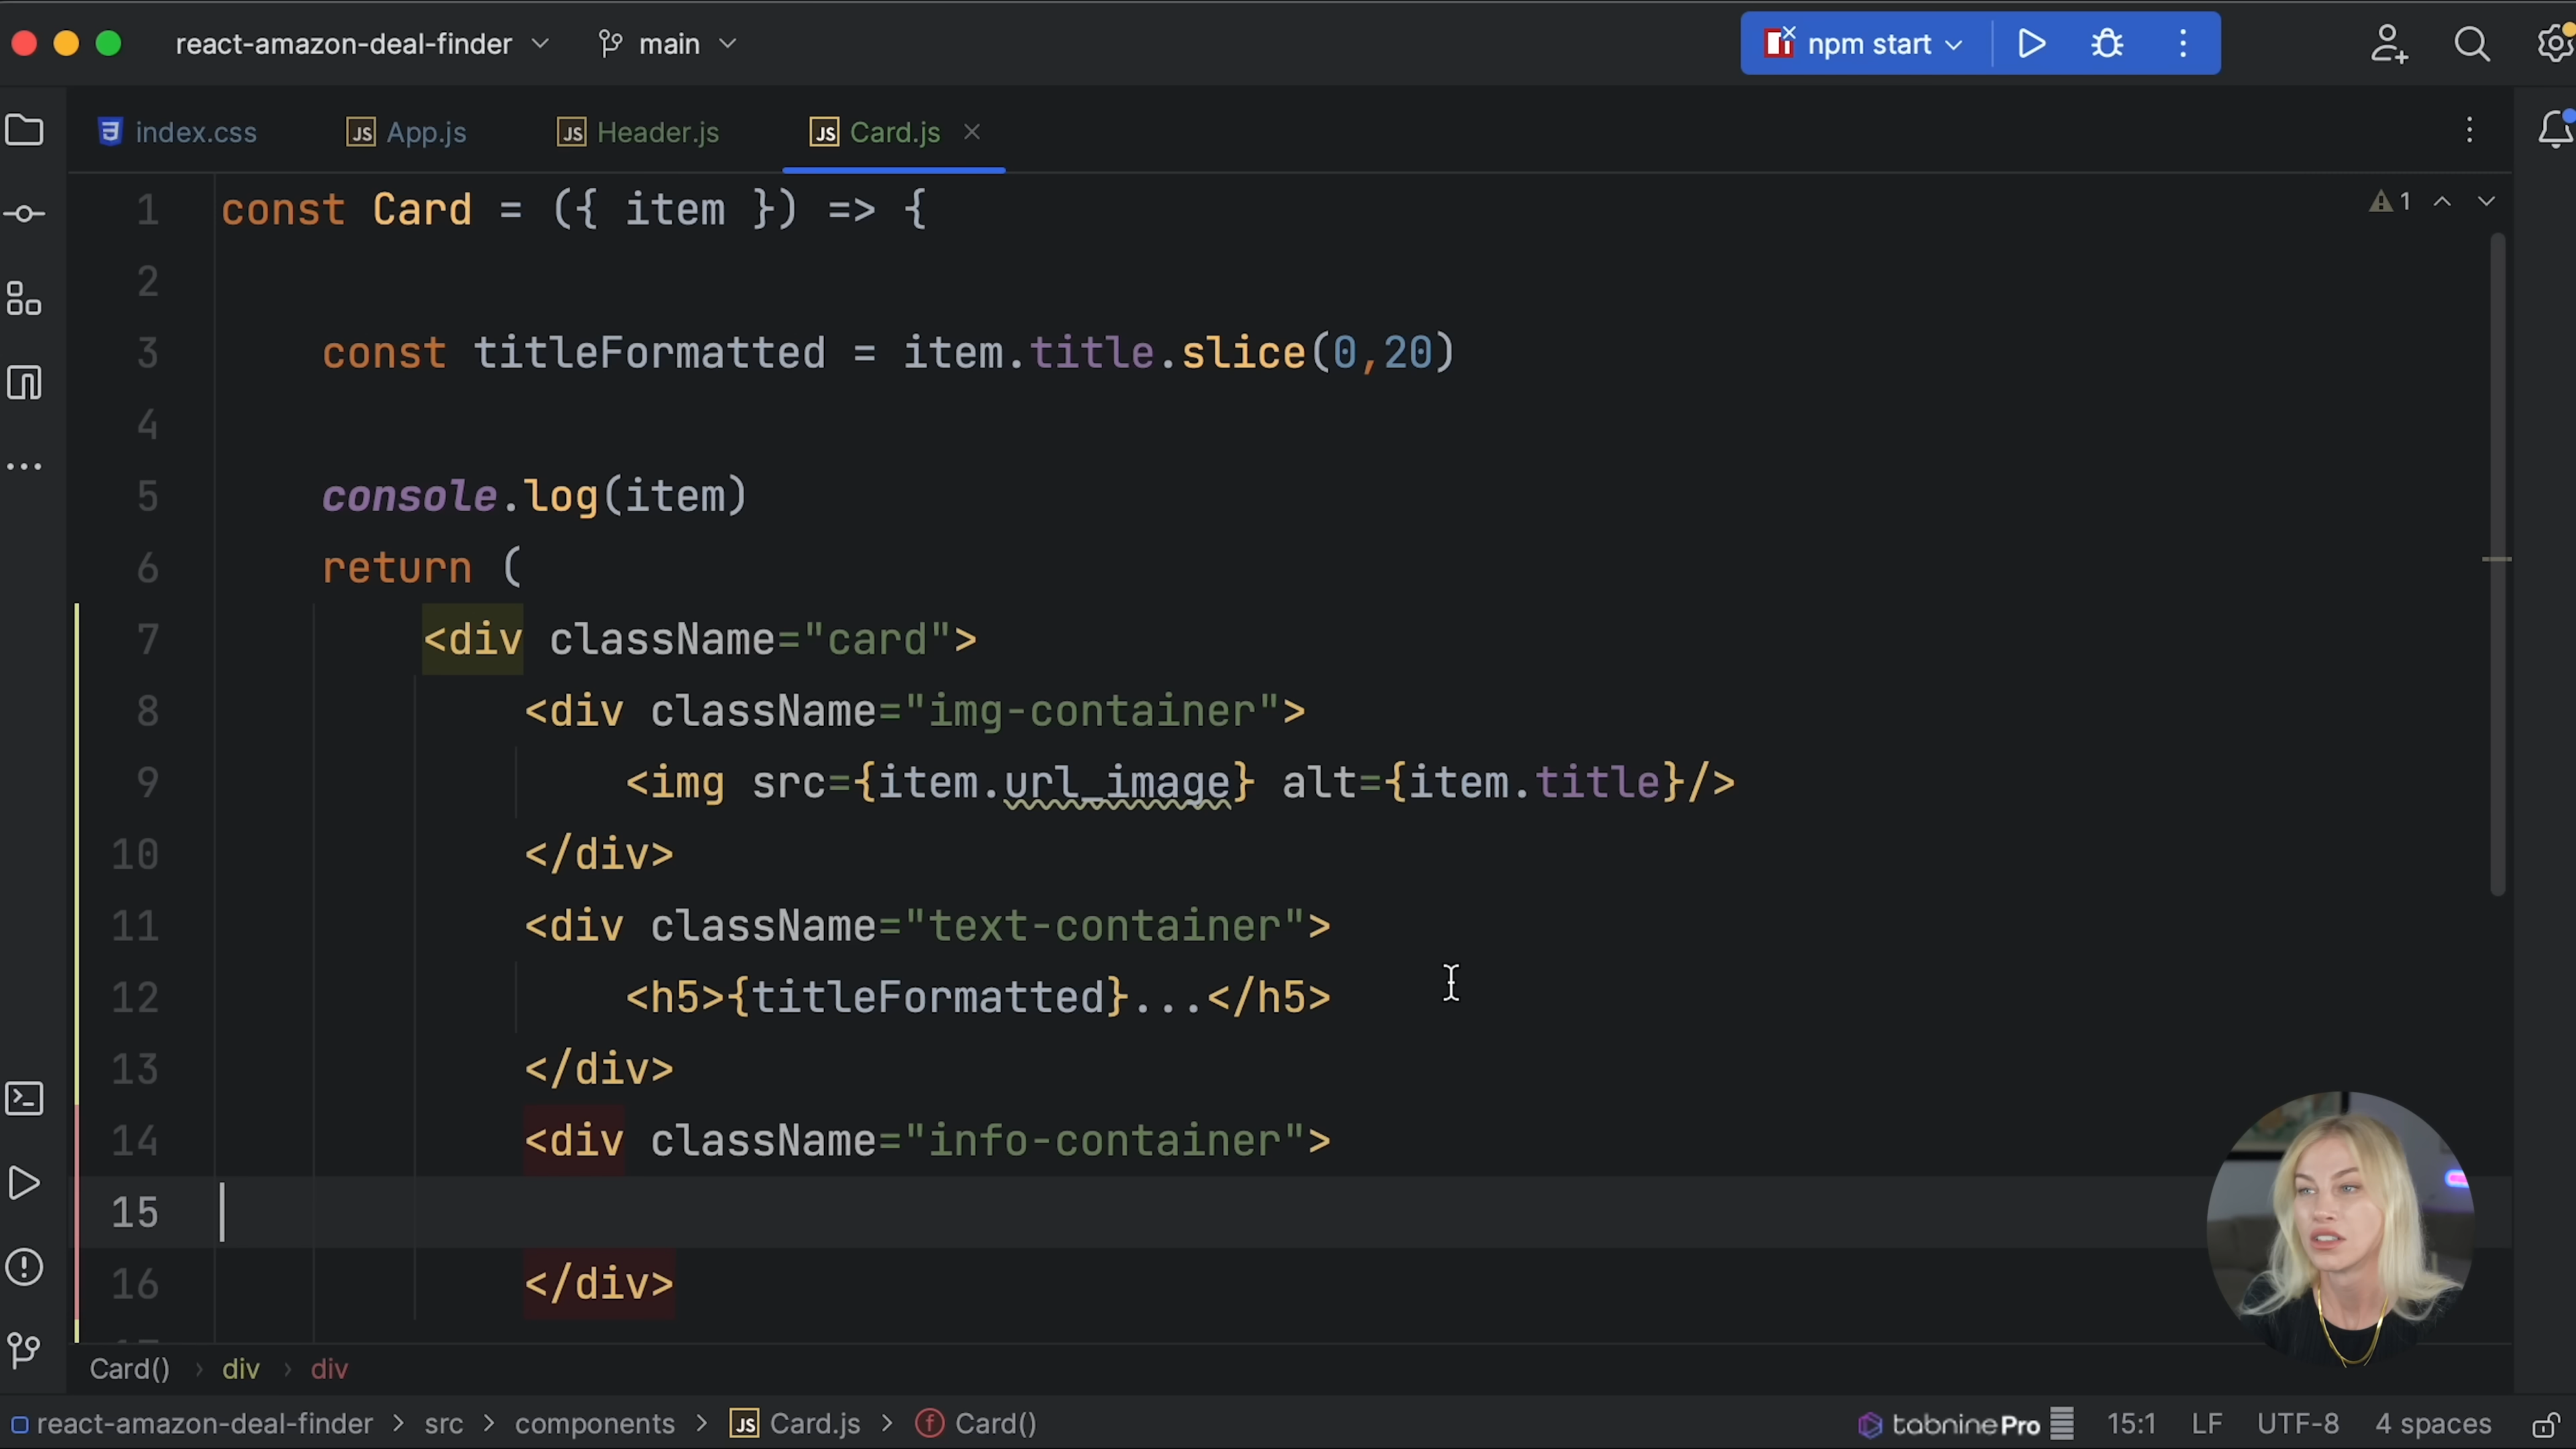 react-amazon-deal-finder main npm start
index.css App.js Header.js Card.js
1 const Card = ({ item }) => { 1
2
3 const titleFormatted = item.title.slice(0,20)
4
5 console.log(item)
6 return (
7 <div className="card">
8 <div className="img-container">
9 <img src={item.url_image} alt={item.title}/>
10 </div>
11 <div className="text-container">
12 <h5>{titleFormatted}...</h5>
13 </div>
14 <div className="info-container">
15
16 </div>
Card() › div › div
react-amazon-deal-finder > src > components > JS Card.js > f Card() tabnine Pro 15:1 LF UTF-8 4 spaces